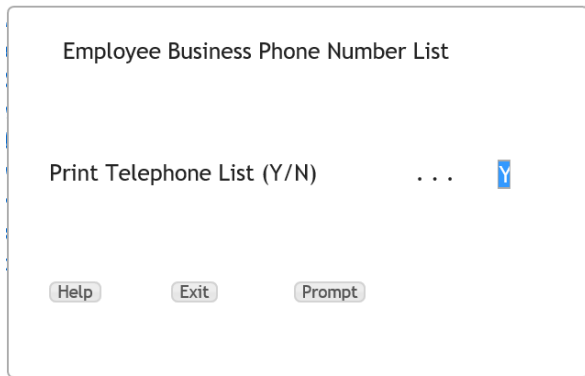 Employee Business Phone Number List
Print Telephone List (Y/N) . . . Y
Help Exit Prompt